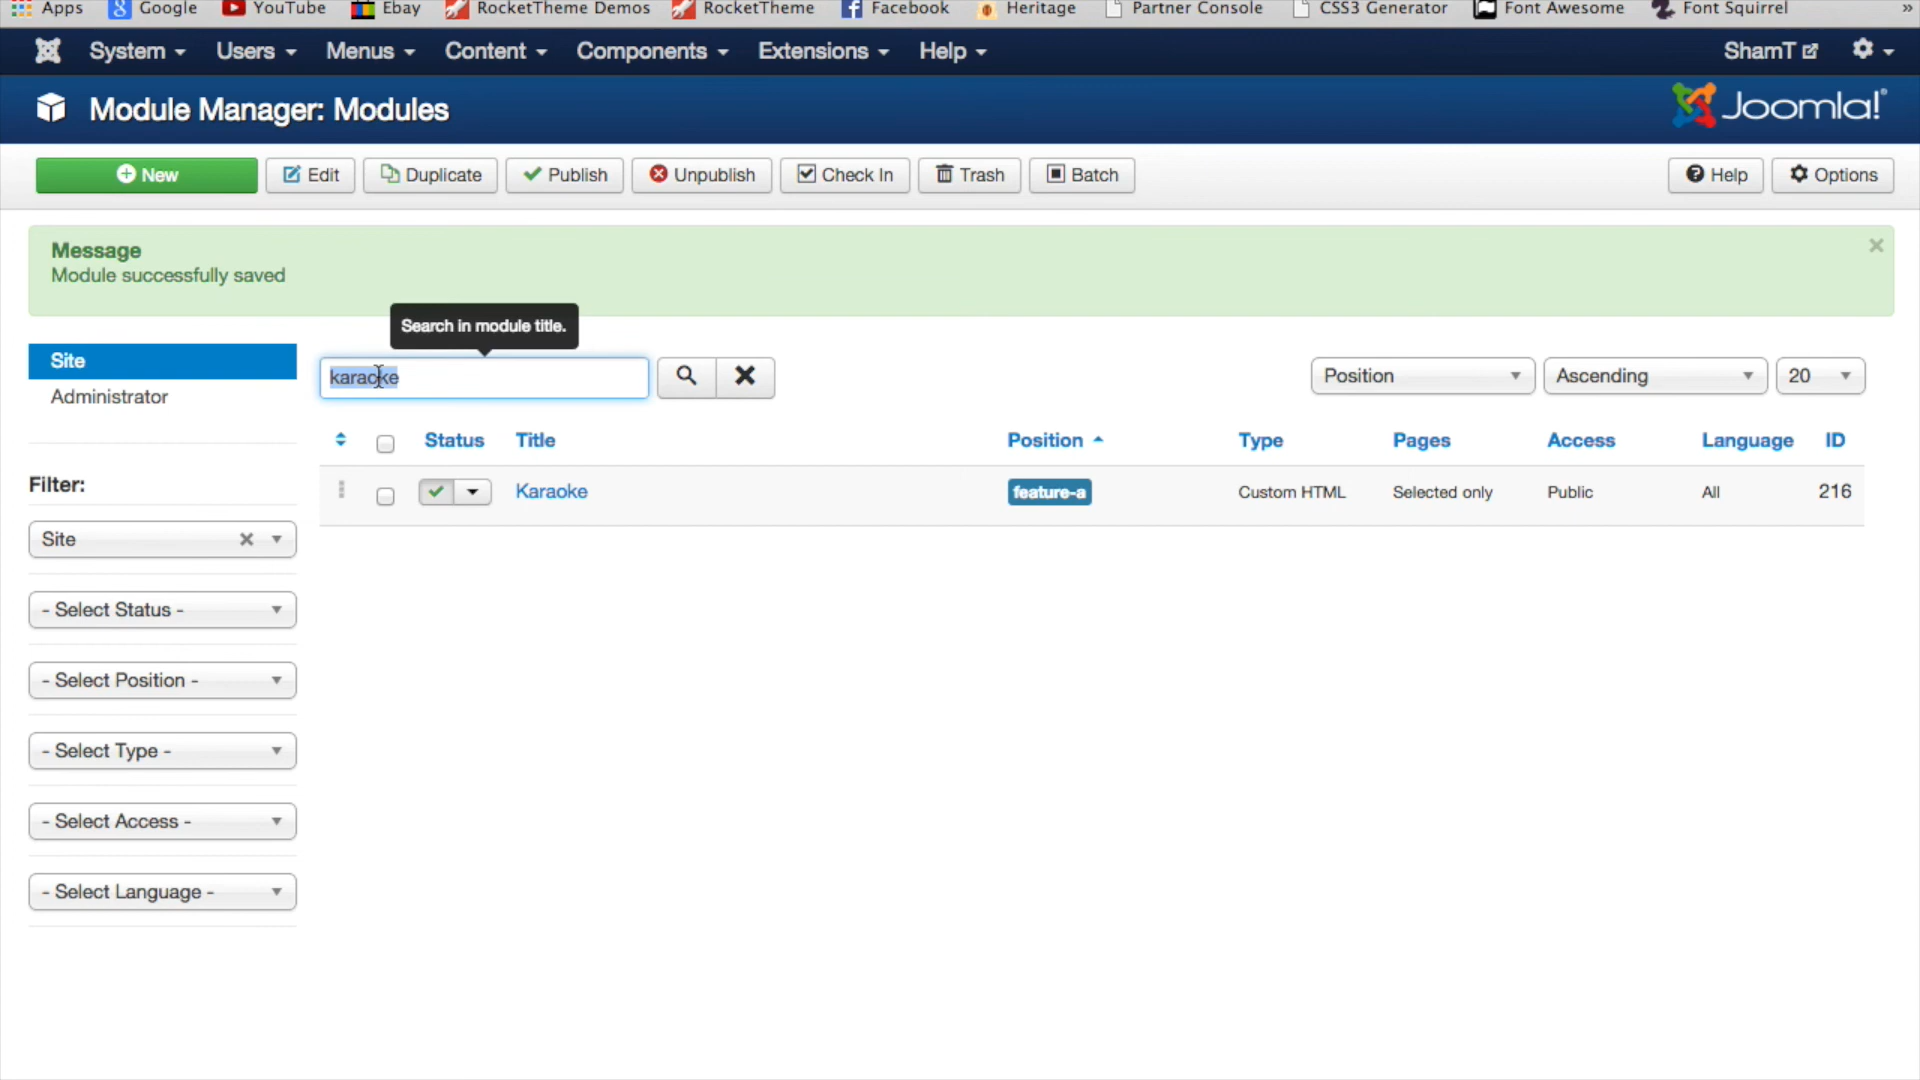 Apps Google YouTube Ebay RocketTheme Demos RocketTheme Facebook Heritage Partner Console CSS3 Generator Font Awesome Font Squirrel »
System Users Menus Content Components Extensions Help ShamT
Module Manager: Modules Joomla!®
New Edit Duplicate Publish Unpublish Check In Trash Batch Help Options
Message
Module successfully saved
Search in module title.
Site karaoke Position Ascending 20
Administrator
Status Title Position Type Pages Access Language ID
Filter: Karaoke feature-a Custom HTML Selected only Public All 216
Site
- Select Status -
- Select Position -
- Select Type -
- Select Access -
- Select Language -